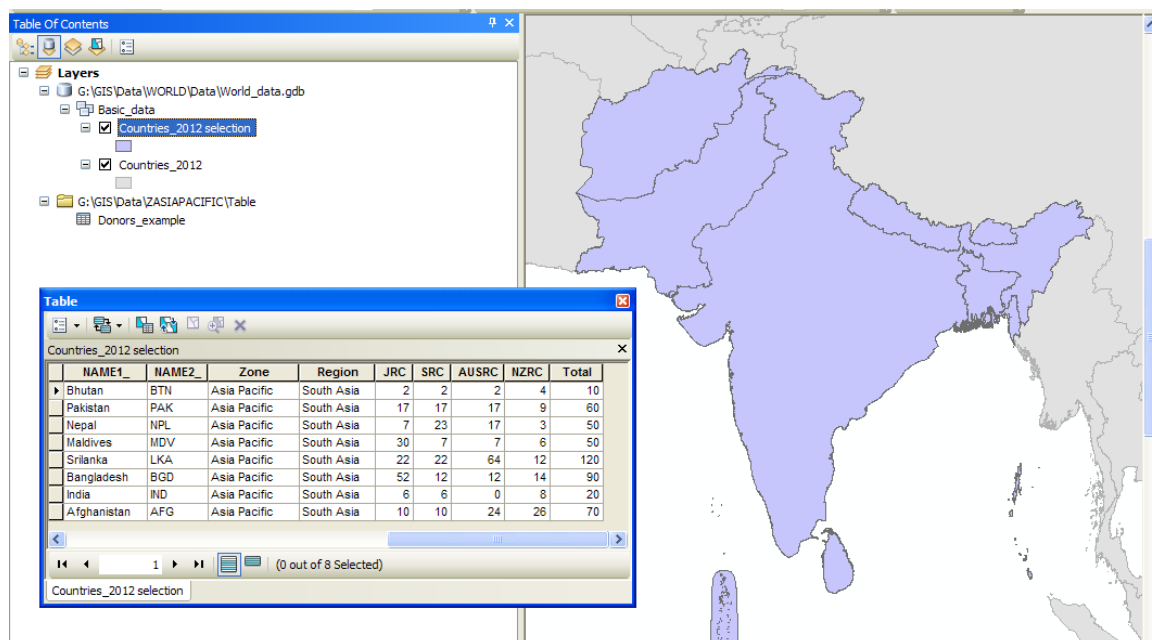 Table Of Contents
Layers
G:\GIS\Data\WORLD\Data\World_data.gdb
Basic_data
Countries_2012 selection
Countries_2012
G:\GIS\Data\ZASIAPACIFIC\Table
Donors_example
Table
Countries_2012 selection
NAME1_ NAME2_ Zone Region JRC SRC AUSRC NZRC Total
Bhutan BTN Asia Pacific South Asia 2 2 2 4 10
Pakistan PAK Asia Pacific South Asia 17 17 17 9 60
Nepal NPL Asia Pacific South Asia 7 23 17 3 50
Maldives MDV Asia Pacific South Asia 30 7 7 6 50
Srilanka LKA Asia Pacific South Asia 22 22 64 12 120
Bangladesh BGD Asia Pacific South Asia 52 12 12 14 90
India IND Asia Pacific South Asia 6 6 0 8 20
Afghanistan AFG Asia Pacific South Asia 10 10 24 26 70
1 (0 out of 8 Selected)
Countries_2012 selection